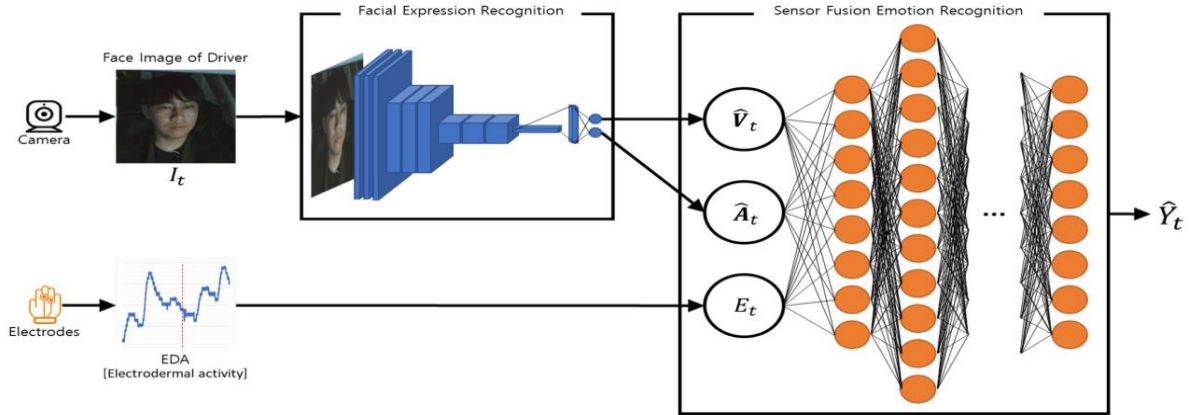 Facial Expression Recognition
Sensor Fusion Emotion Recognition
Face Image of Driver
Camera
I_t
V̂_t
Â_t
E_t
...
Ŷ_t
Electrodes
EDA
[Electrodermal activity]